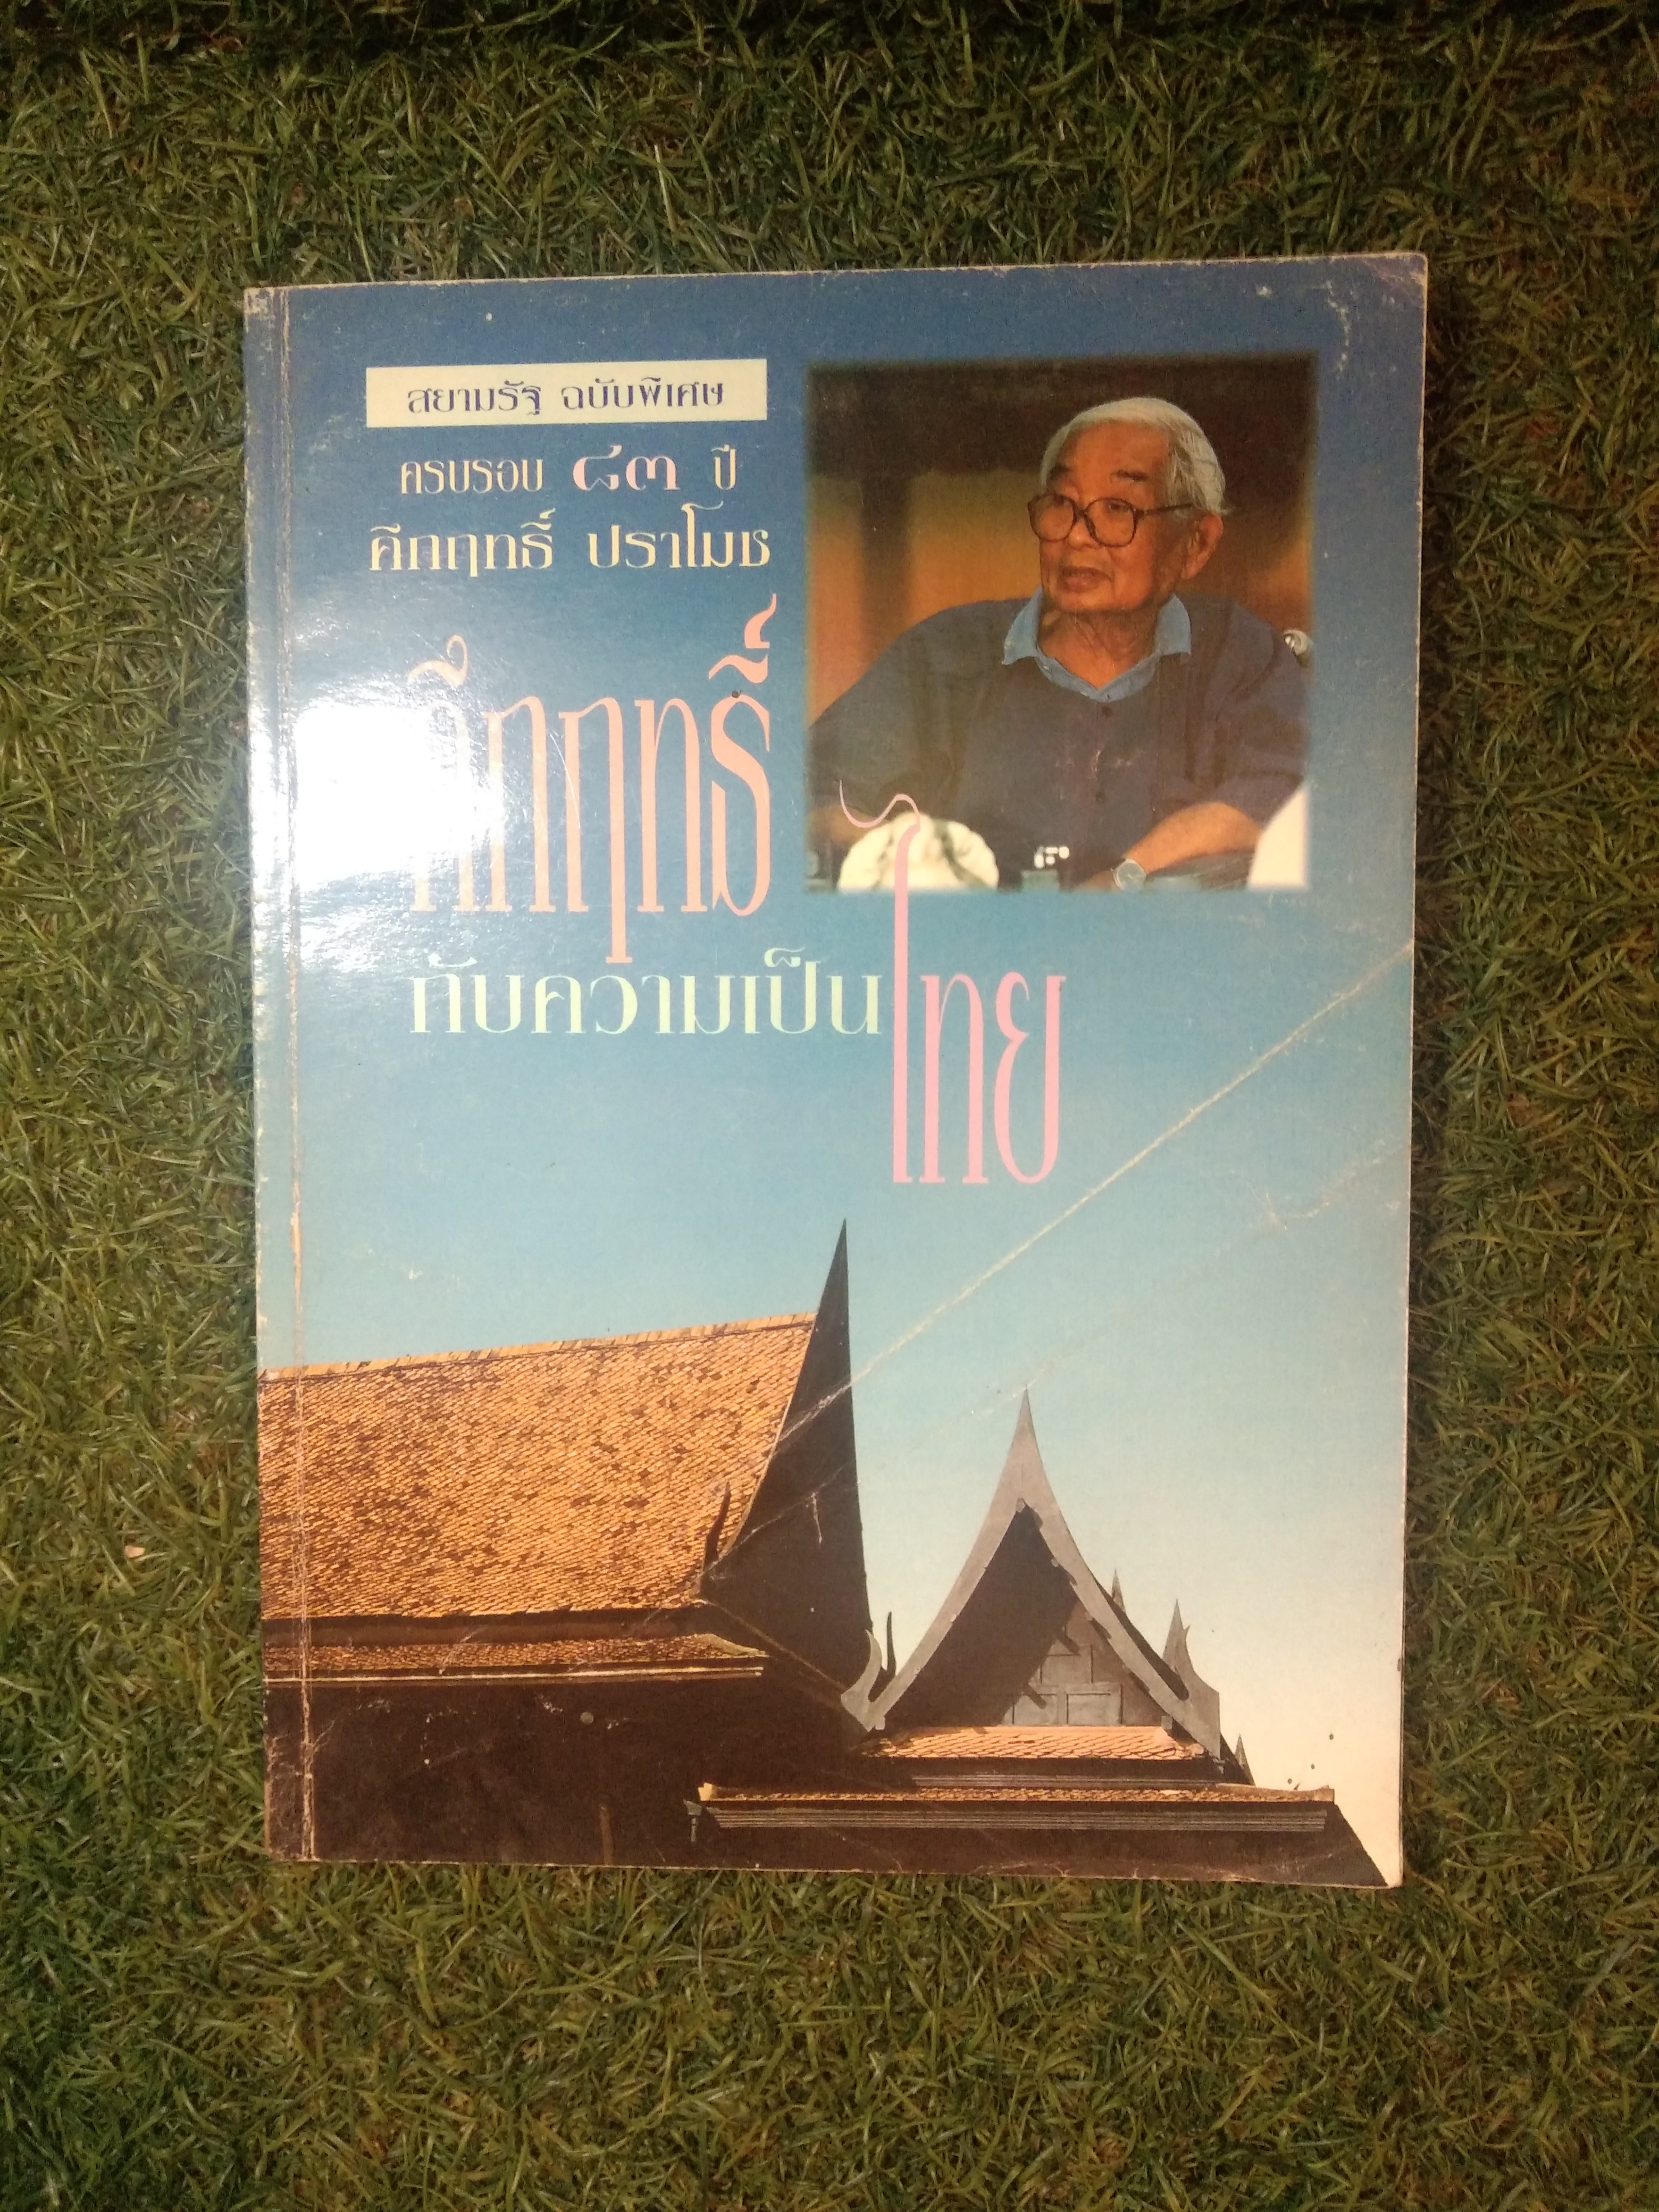 สยามรัฐ ฉบับพิเศษ
ครบรอบ ๘๓ ปี
คึกฤทธิ์ ปราโมช
คึกฤทธิ์
กับความเป็นไทย